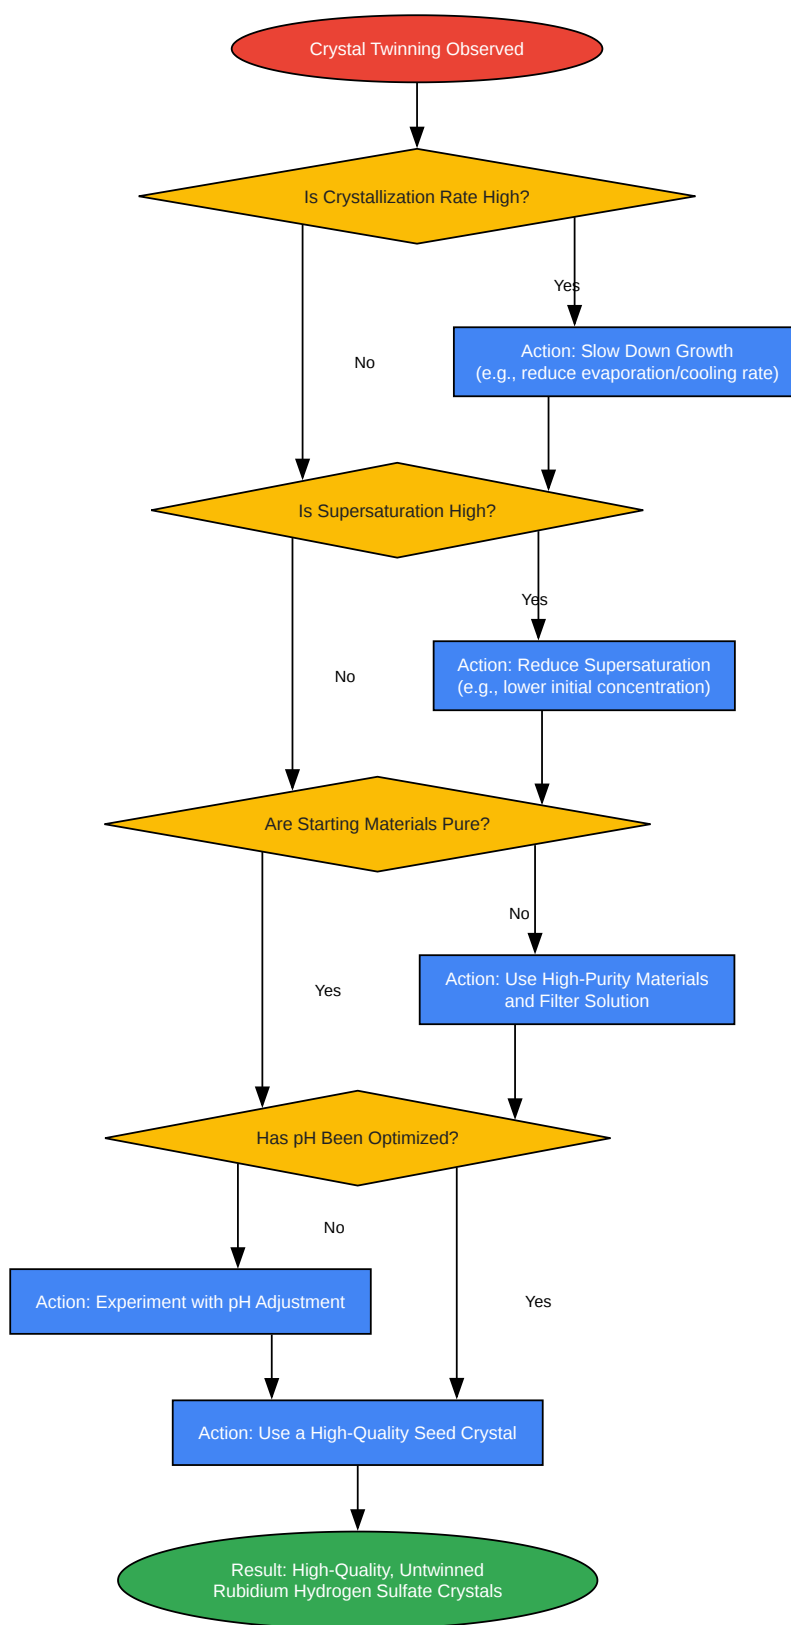 Crystal Twinning Observed
Is Crystallization Rate High?
Yes
Action: Slow Down Growth
(e.g., reduce evaporation/cooling rate)
No
Is Supersaturation High?
Yes
Action: Reduce Supersaturation
(e.g., lower initial concentration)
No
Are Starting Materials Pure?
No
Action: Use High-Purity Materials
and Filter Solution
Yes
Has pH Been Optimized?
No
Action: Experiment with pH Adjustment
Yes
Action: Use a High-Quality Seed Crystal
Result: High-Quality, Untwinned
Rubidium Hydrogen Sulfate Crystals